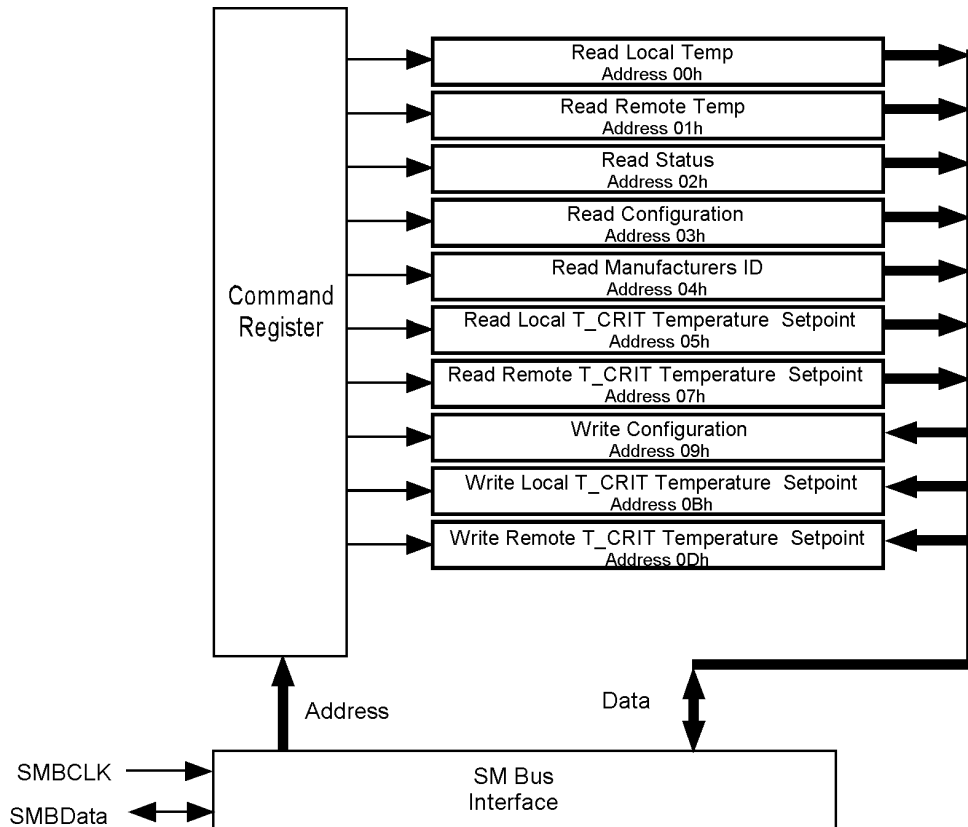 Read Local Temp
Address 00h
Read Remote Temp
Address 01h
Read Status
Address 02h
Read Configuration
Address 03h
Read Manufacturers ID
Address 04h
Command
Register
Read Local T_CRIT Temperature Setpoint
Address 05h
Read Remote T_CRIT Temperature Setpoint
Address 07h
Write Configuration
Address 09h
Write Local T_CRIT Temperature Setpoint
Address 0Bh
Write Remote T_CRIT Temperature Setpoint
Address 0Dh
Address
Data
SMBCLK
SMBData
SM Bus
Interface